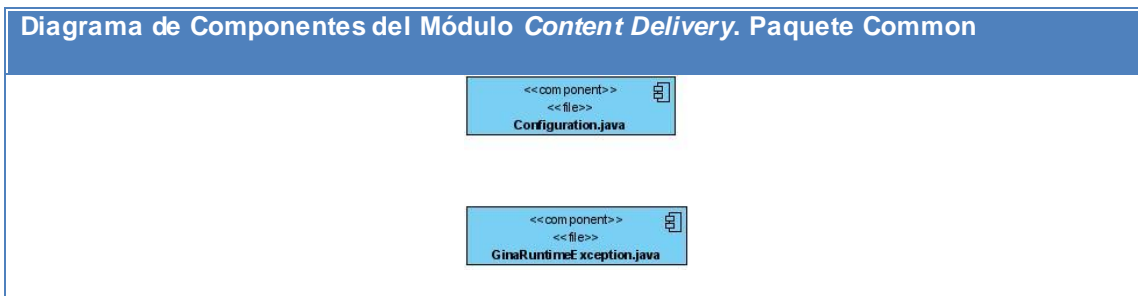 Diagrama de Componentes del Módulo Content Delivery. Paquete Common
<<component>>
<<file>>
Configuration.java
<<component>>
<<file>>
GinaRuntimeException.java